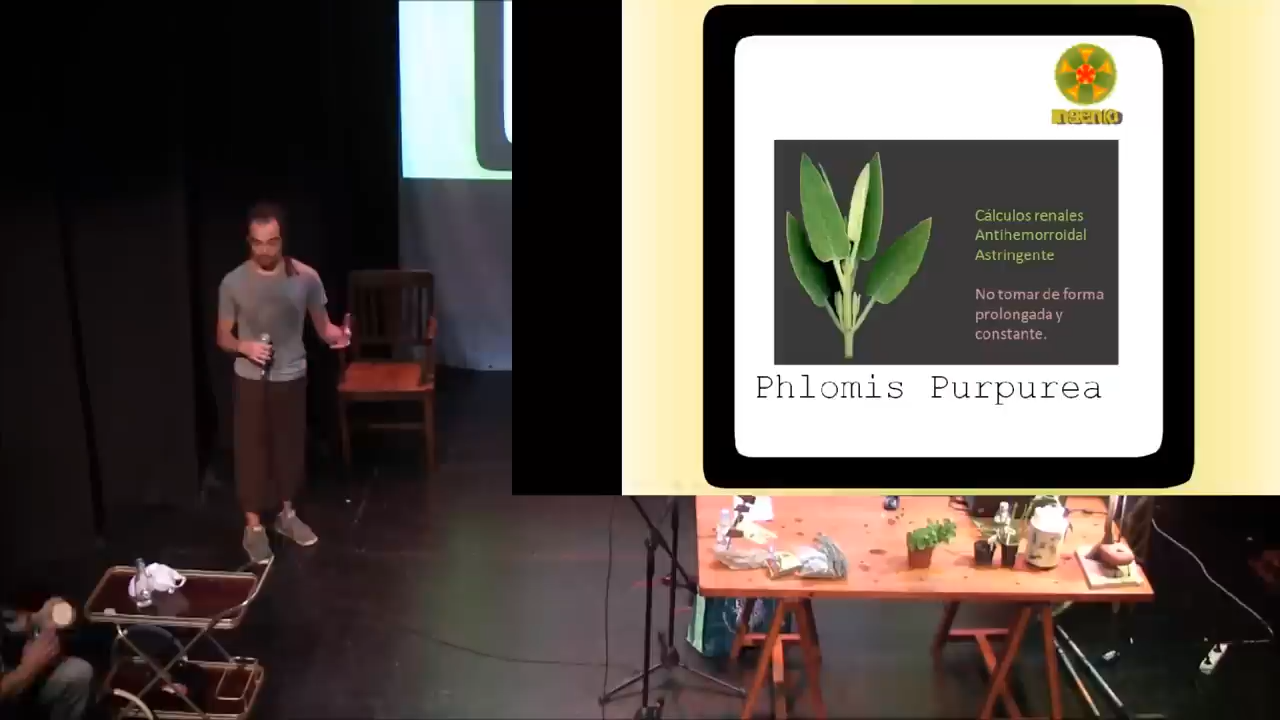 Ingenio
Cálculos renales
Antihemorroidal
Astringente
No tomar de forma
prolongada y
constante.
Phlomis Purpurea